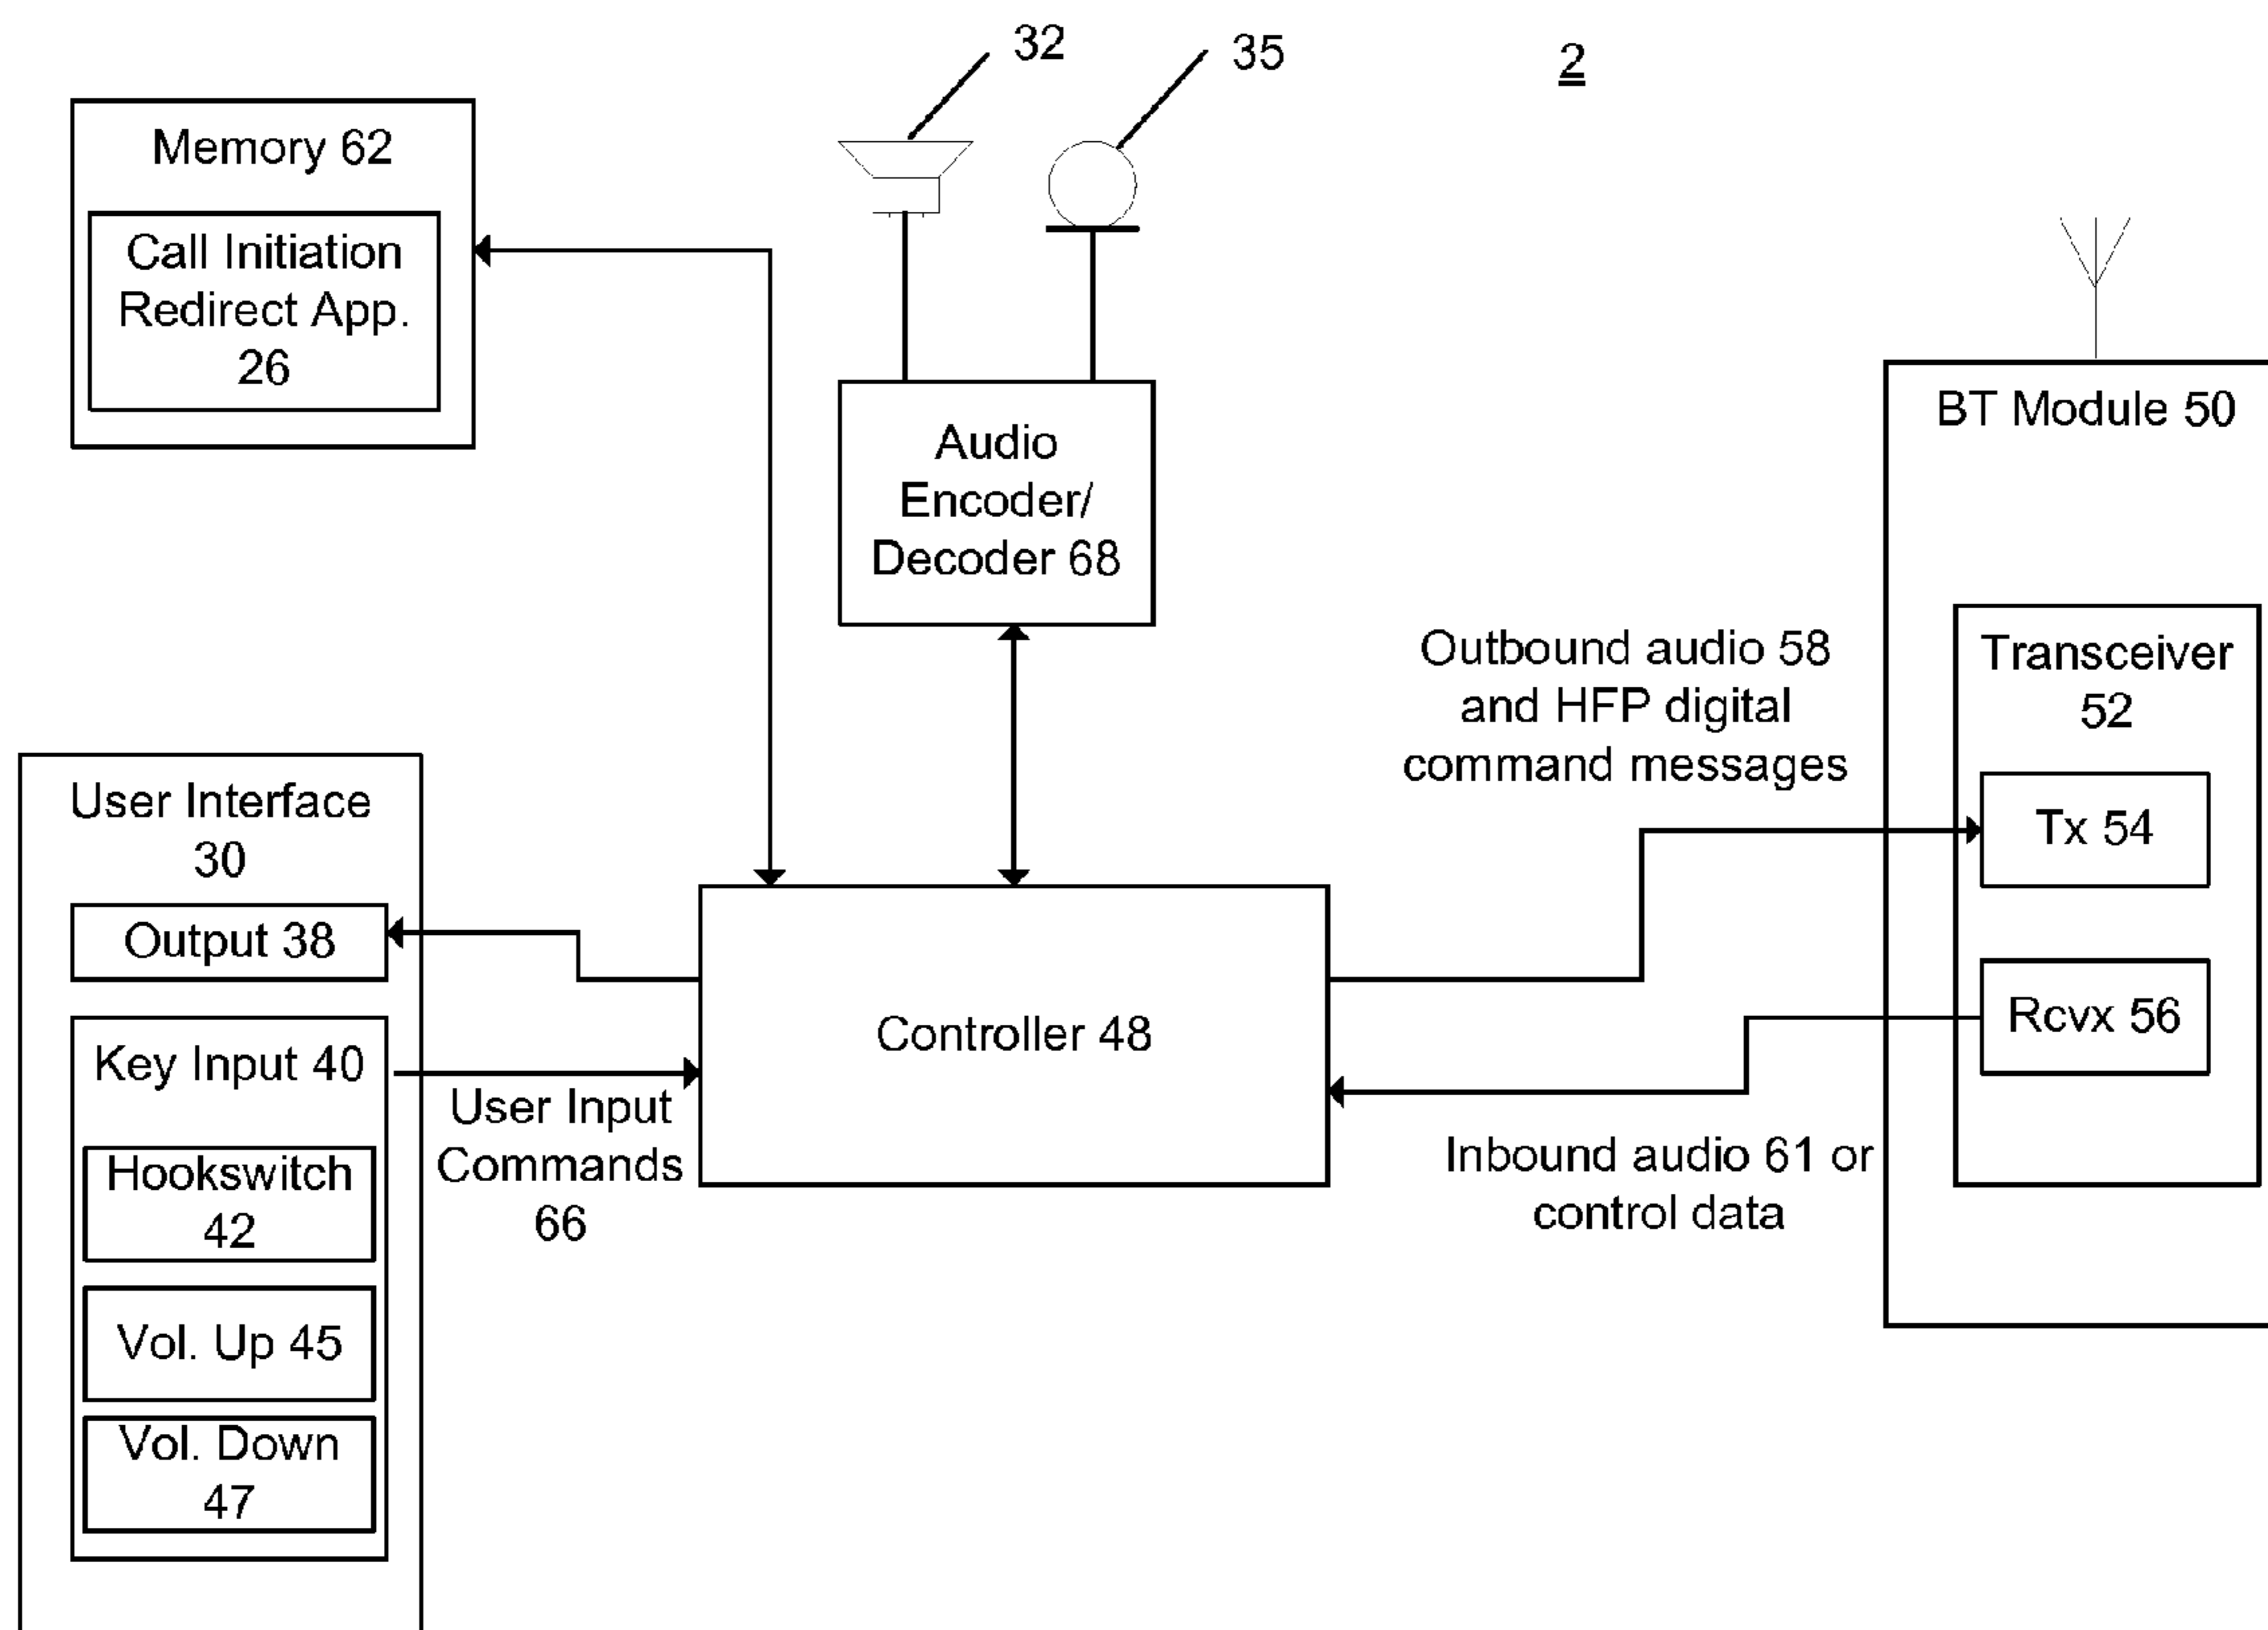 32
35
2
Memory 62
Call Initiation
Redirect App.
26
Audio
Encoder/
Decoder 68
BT Module 50
Transceiver
52
Tx 54
Rcvx 56
Outbound audio 58
and HFP digital
command messages
User Interface
30
Output 38
Key Input 40
Hookswitch
42
Vol. Up 45
Vol. Down
47
User Input
Commands
66
Controller 48
Inbound audio 61 or
control data